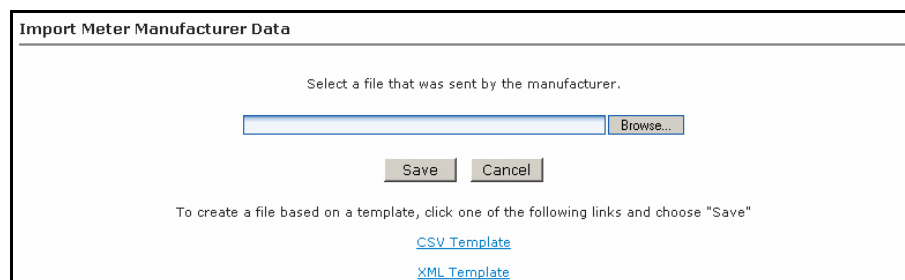 Import Meter Manufacturer Data
Select a file that was sent by the manufacturer.
Browse...
Save Cancel
To create a file based on a template, click one of the following links and choose "Save"
CSV Template
XML Template